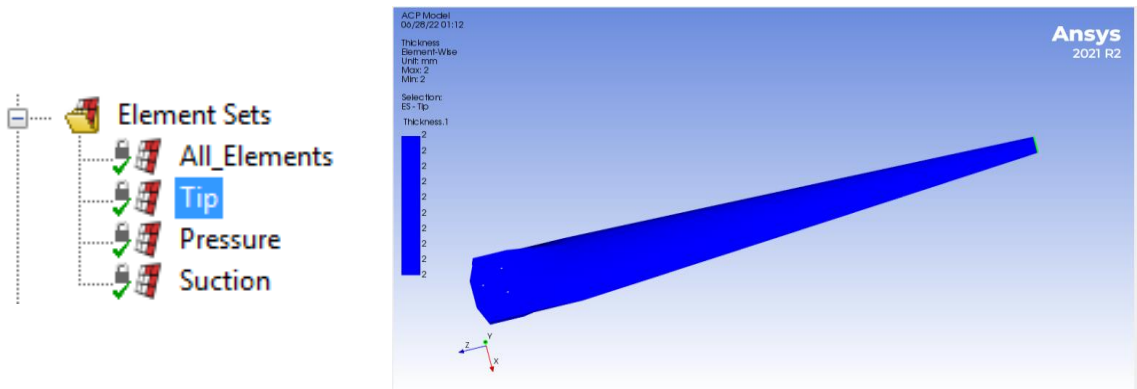 Element Sets
All_Elements
Tip
Pressure
Suction
ACP Model
06/28/22 01:12
Thickness
Element-Wise
Unit: mm
Max: 2
Min: 2
Selection:
ES - Tip
Thickness.1
2
2
2
2
2
2
2
2
2
2
Ansys
2021 R2
Z
Y
X